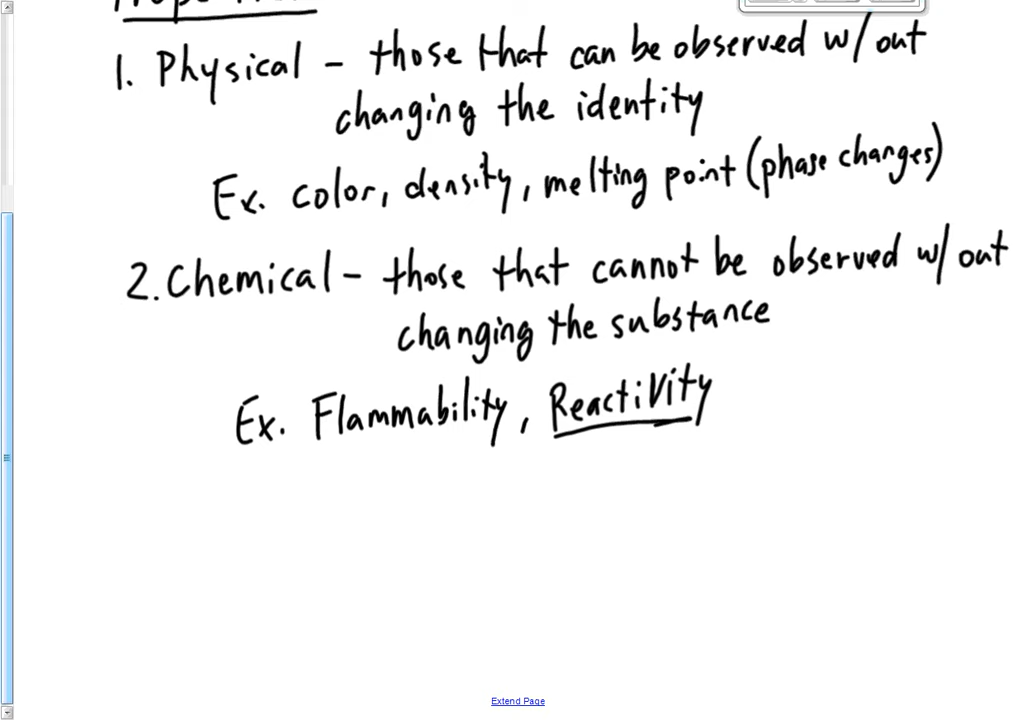 1. Physical - those that can be observed w/out
changing the identity
Ex. color, density, melting point (phase changes)
2. Chemical - those that cannot be observed w/out
changing the substance
Ex. Flammability, Reactivity
Extend Page